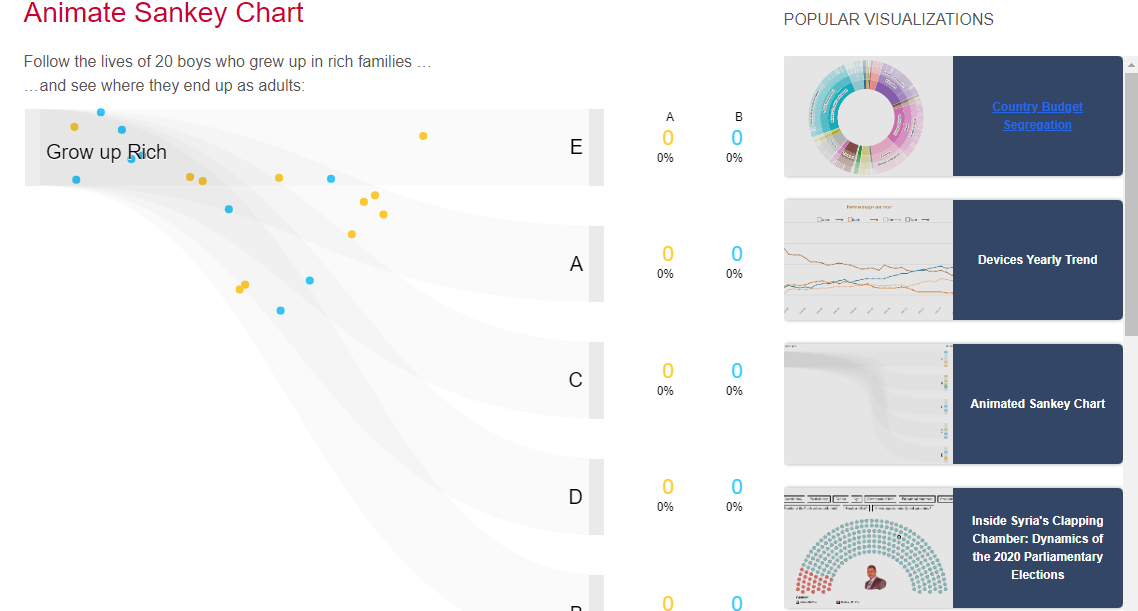 Animate Sankey Chart
Follow the lives of 20 boys who grew up in rich families …
…and see where they end up as adults:
Grow up Rich
E
A
C
D
A
B
0
0
0%
0%
0
0
0%
0%
0
0
0%
0%
0
0
0%
0%
0
0
POPULAR VISUALIZATIONS
Country Budget
Segregation
Devices Yearly Trend
Animated Sankey Chart
Inside Syria's Clapping
Chamber: Dynamics of
the 2020 Parliamentary
Elections